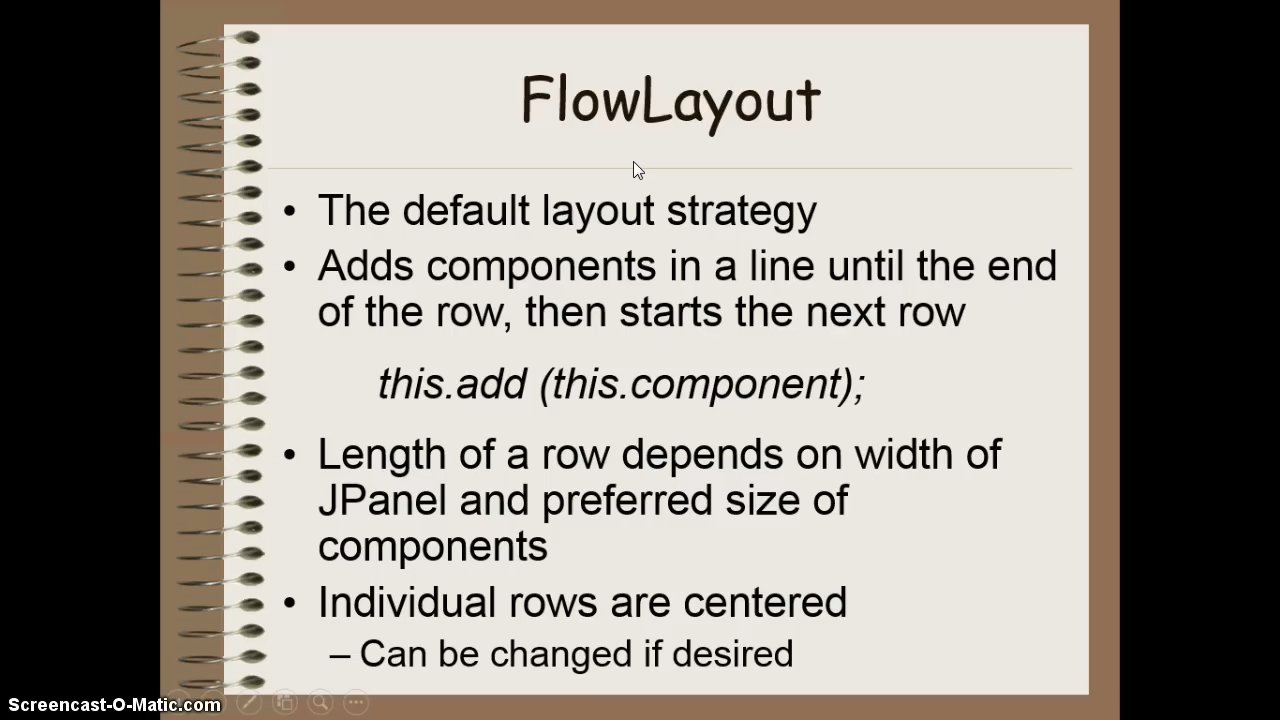 FlowLayout
• The default layout strategy
• Adds components in a line until the end
of the row, then starts the next row
this.add (this.component);
• Length of a row depends on width of
JPanel and preferred size of
components
• Individual rows are centered
– Can be changed if desired
Screencast-O-Matic.com